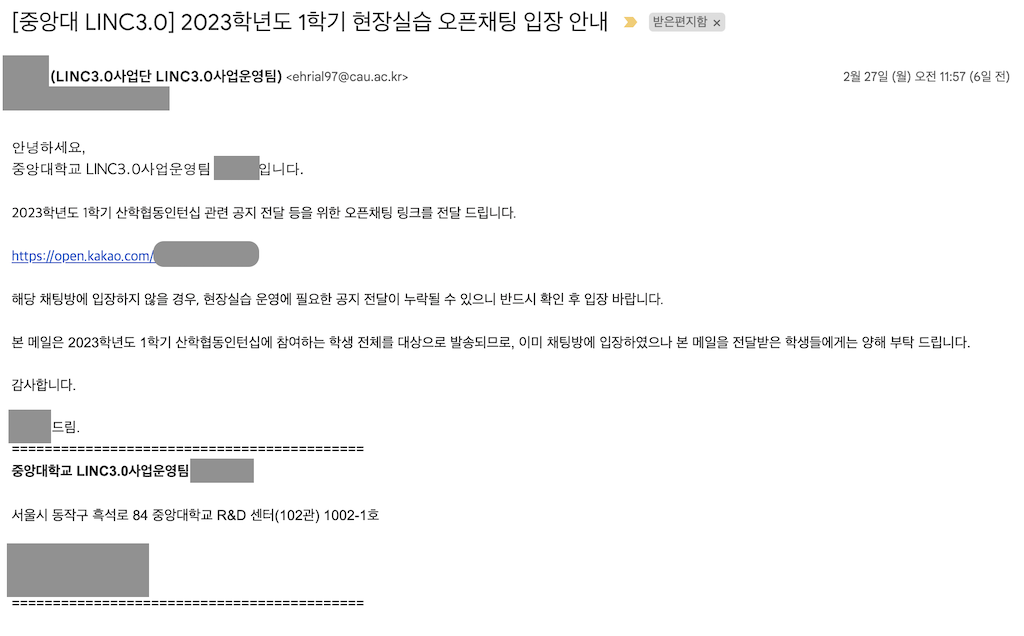 [중앙대 LINC3.0] 2023학년도 1학기 현장실습 오픈채팅 입장 안내 받은편지함 ×
(LINC3.0사업단 LINC3.0사업운영팀) <ehrial97@cau.ac.kr> 2월 27일 (월) 오전 11:57 (6일 전)
안녕하세요,
중앙대학교 LINC3.0사업운영팀 입니다.
2023학년도 1학기 산학협동인턴십 관련 공지 전달 등을 위한 오픈채팅 링크를 전달 드립니다.
https://open.kakao.com/
해당 채팅방에 입장하지 않을 경우, 현장실습 운영에 필요한 공지 전달이 누락될 수 있으니 반드시 확인 후 입장 바랍니다.
본 메일은 2023학년도 1학기 산학협동인턴십에 참여하는 학생 전체를 대상으로 발송되므로, 이미 채팅방에 입장하였으나 본 메일을 전달받은 학생들에게는 양해 부탁 드립니다.
감사합니다.
드림.
===========================================
중앙대학교 LINC3.0사업운영팀
서울시 동작구 흑석로 84 중앙대학교 R&D 센터(102관) 1002-1호
===========================================